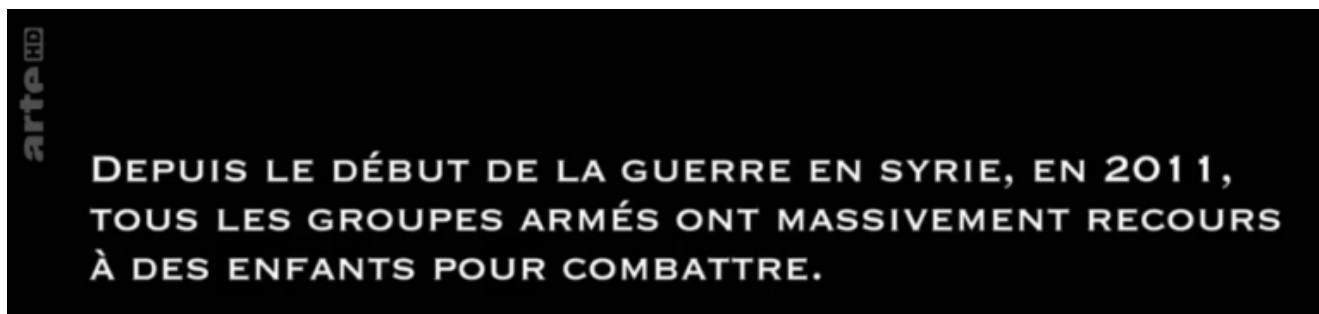 arte HD
DEPUIS LE DÉBUT DE LA GUERRE EN SYRIE, EN 2011,
TOUS LES GROUPES ARMÉS ONT MASSIVEMENT RECOURS
À DES ENFANTS POUR COMBATTRE.